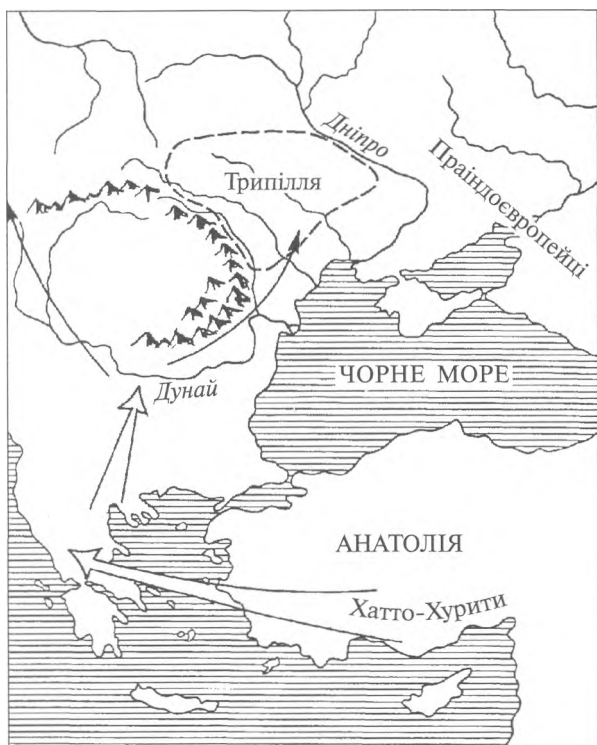 Дніпро
Праіндоєвропейці
Трипілля
ЧОРНЕ МОРЕ
Дунай
АНАТОЛІЯ
Хатто-Хурити